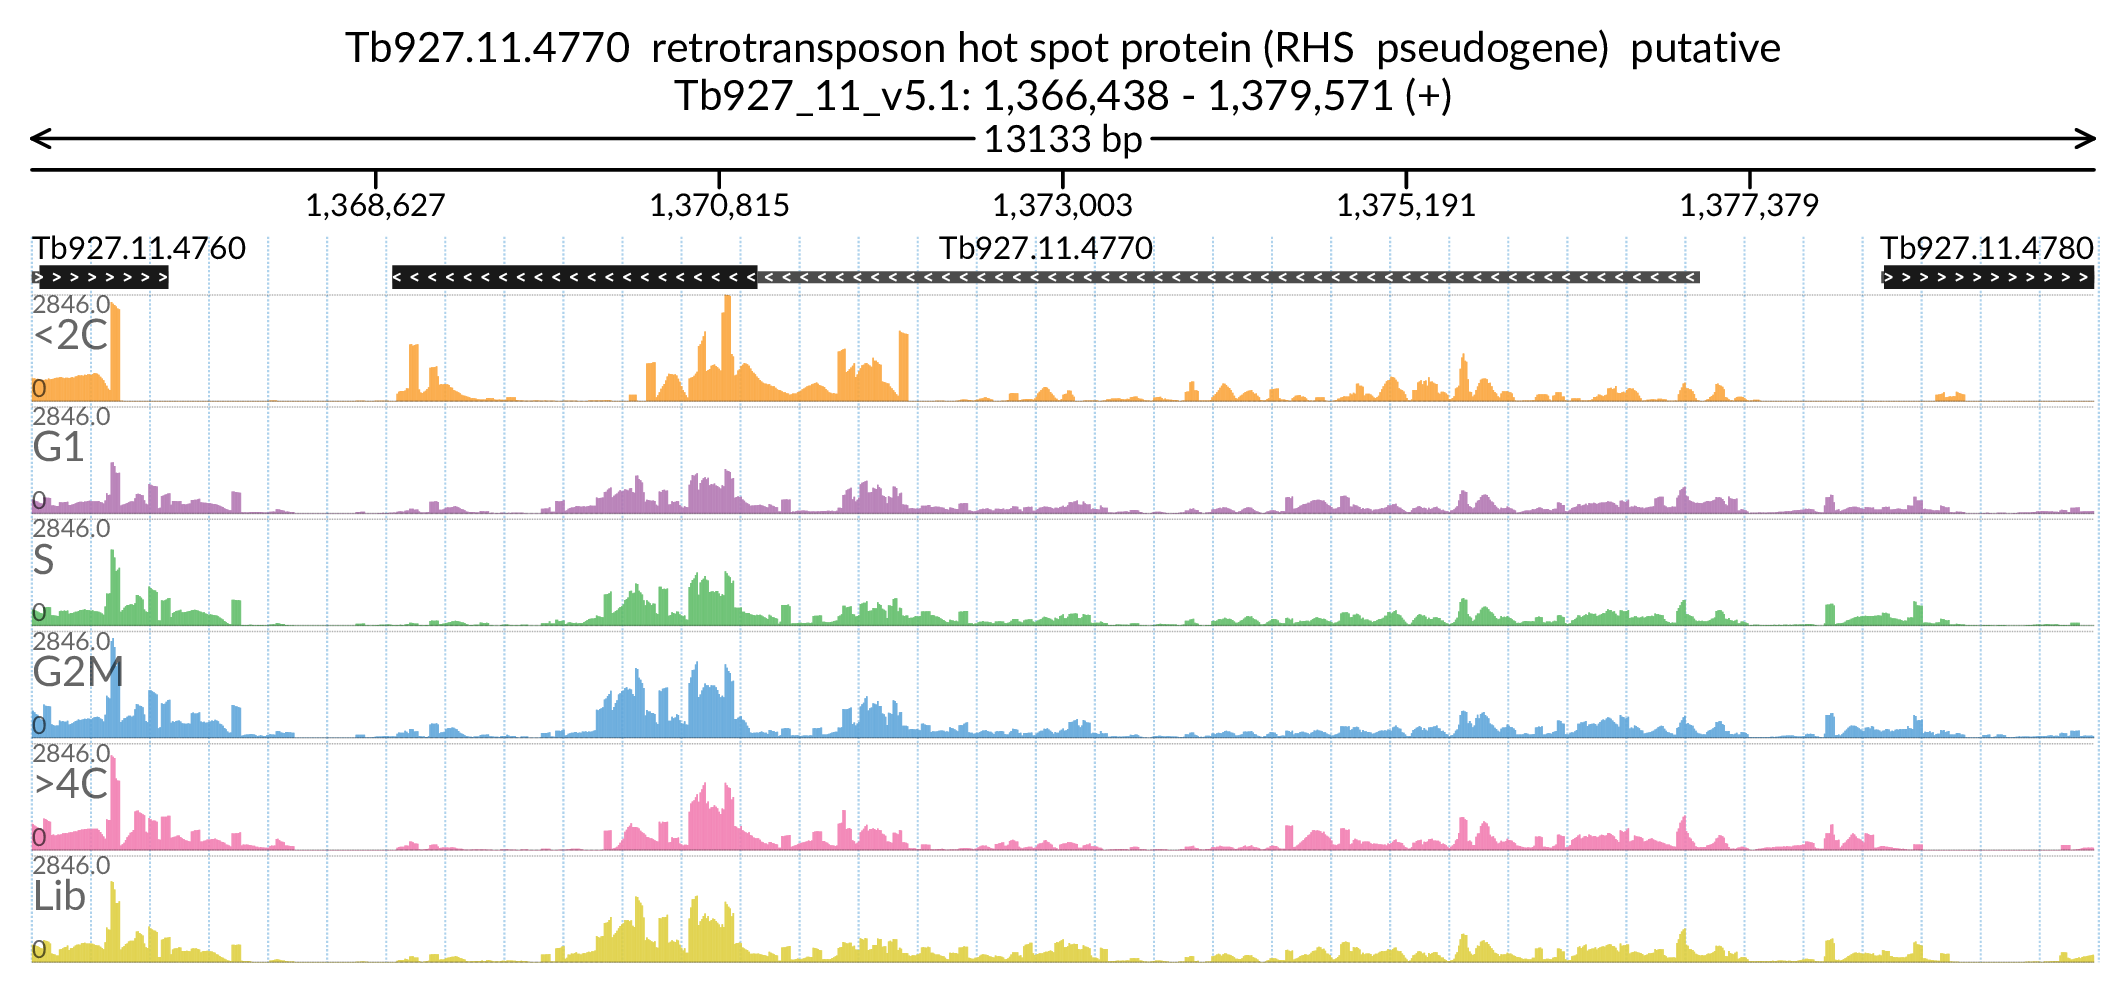 Tb927.11.4770  retrotransposon hot spot protein (RHS  pseudogene)  putative
Tb927_11_v5.1: 1,366,438 - 1,379,571 (+)
13133 bp
1,368,627 1,370,815 1,373,003 1,375,191 1,377,379
Tb927.11.4760 Tb927.11.4770 Tb927.11.4780
2846.0
<2C
0
2846.0
G1
0
2846.0
S
0
2846.0
G2M
0
2846.0
>4C
0
2846.0
Lib
0